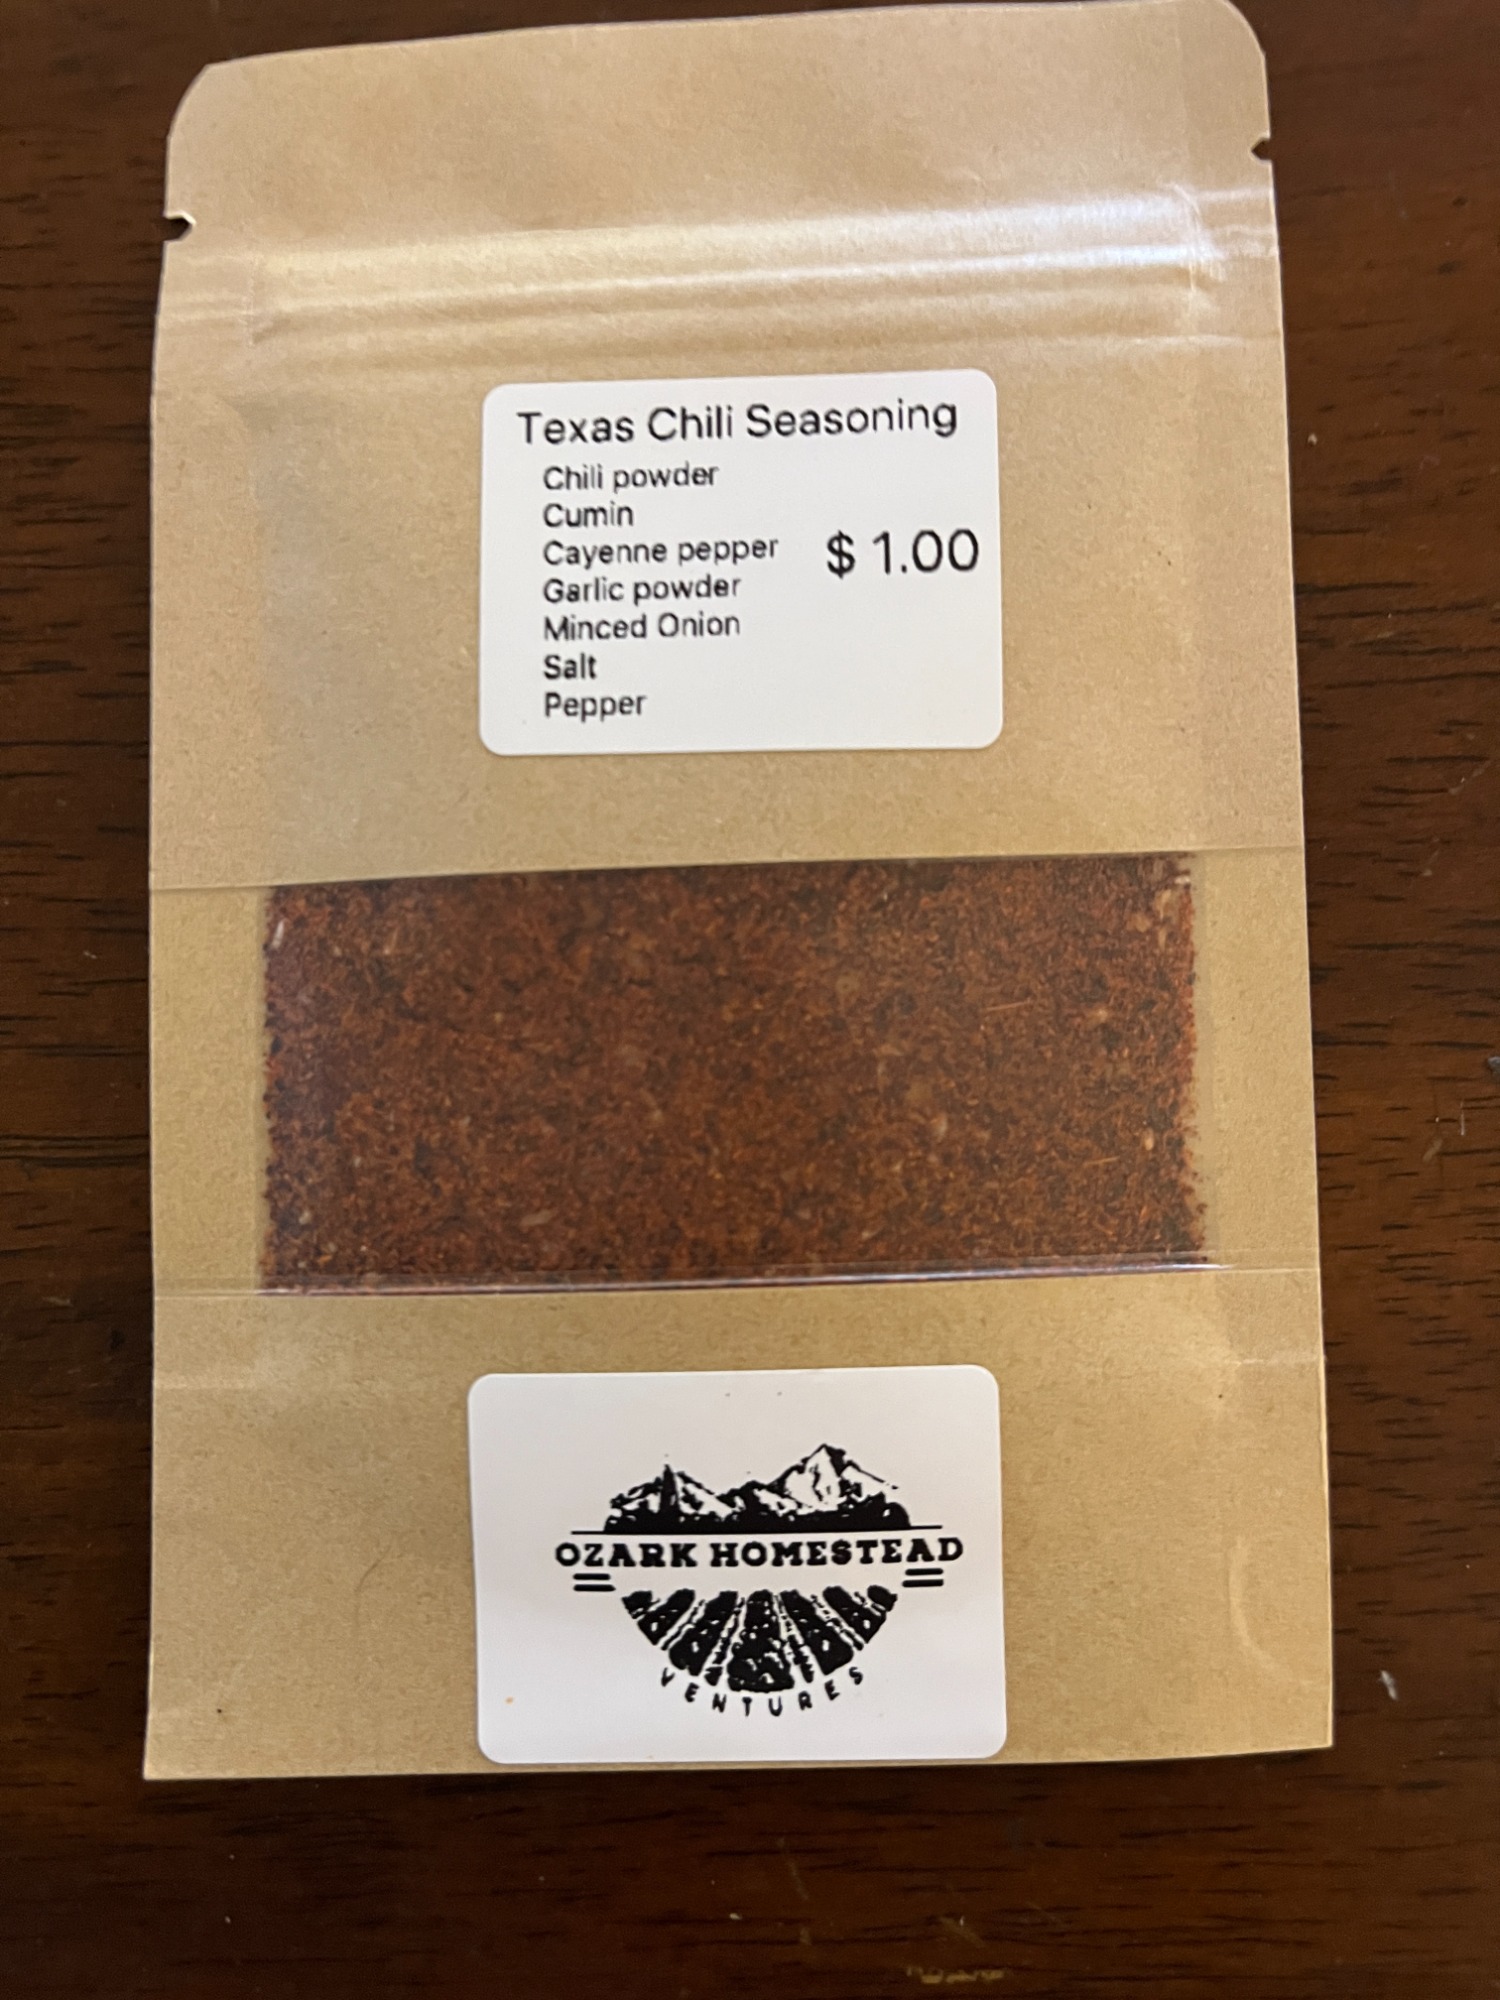 Texas Chili Seasoning
Chili powder
Cumin
Cayenne pepper
$ 1.00
Garlic powder
Minced Onion
Salt
Pepper
OZARK HOMESTEAD
VENTURES